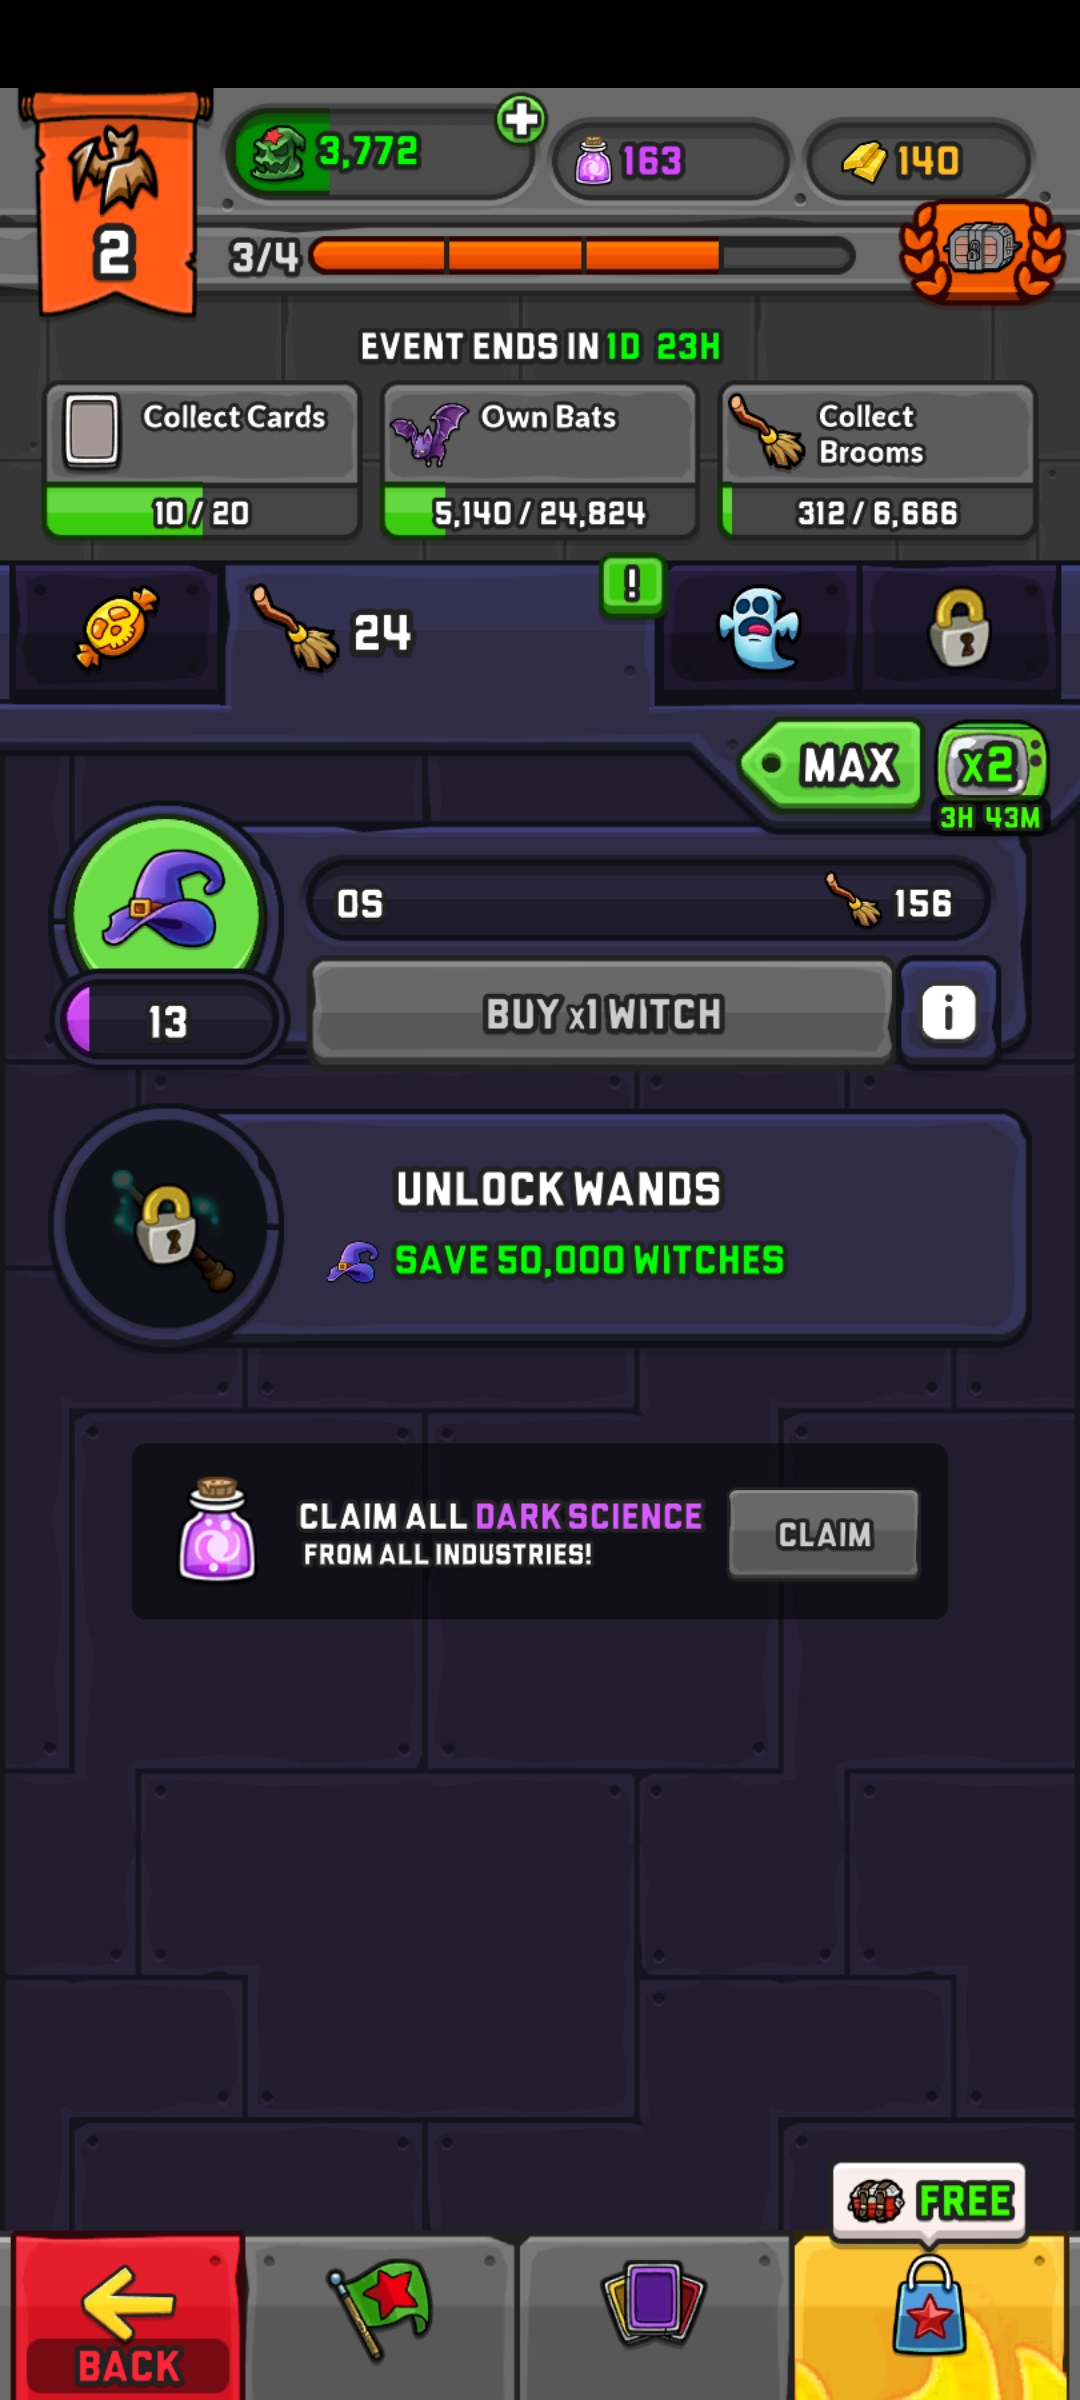 3,772
163
140
2
3/4
EVENT ENDS IN 1D 23H
Collect Cards
10 / 20
Own Bats
5,140 / 24,824
Collect
Brooms
312 / 6,666
24
!
MAX
x2
3H 43M
0S
156
13
BUY x1 WITCH
i
UNLOCK WANDS
SAVE 50,000 WITCHES
CLAIM ALL DARK SCIENCE
FROM ALL INDUSTRIES!
CLAIM
FREE
BACK